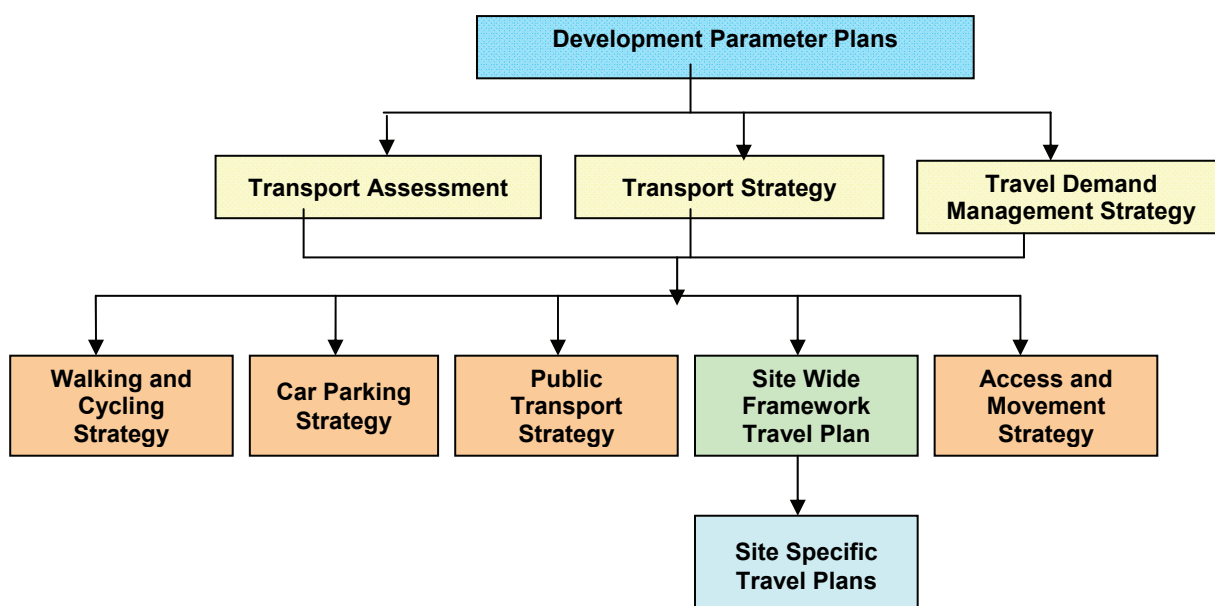 Development Parameter Plans
Transport Assessment
Transport Strategy
Travel Demand
Management Strategy
Walking and
Cycling
Strategy
Car Parking
Strategy
Public
Transport
Strategy
Site Wide
Framework
Travel Plan
Access and
Movement
Strategy
Site Specific
Travel Plans